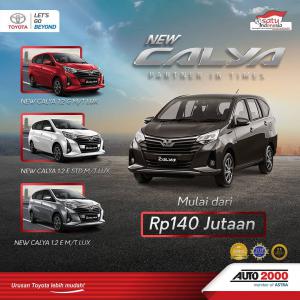 TOYOTA
LET'S
GO
BEYOND
satu
Indonesia
NEW
CALYA
PARTNER IN TIMES
NEW CALYA 1.2 G M/T LUX
NEW CALYA 1.2 E STD M/T LUX
NEW CALYA 1.2 E M/T LUX
Mulai dari
Rp140 Jutaan
Urusan Toyota lebih mudah!
AUTO 2000
member of ASTRA